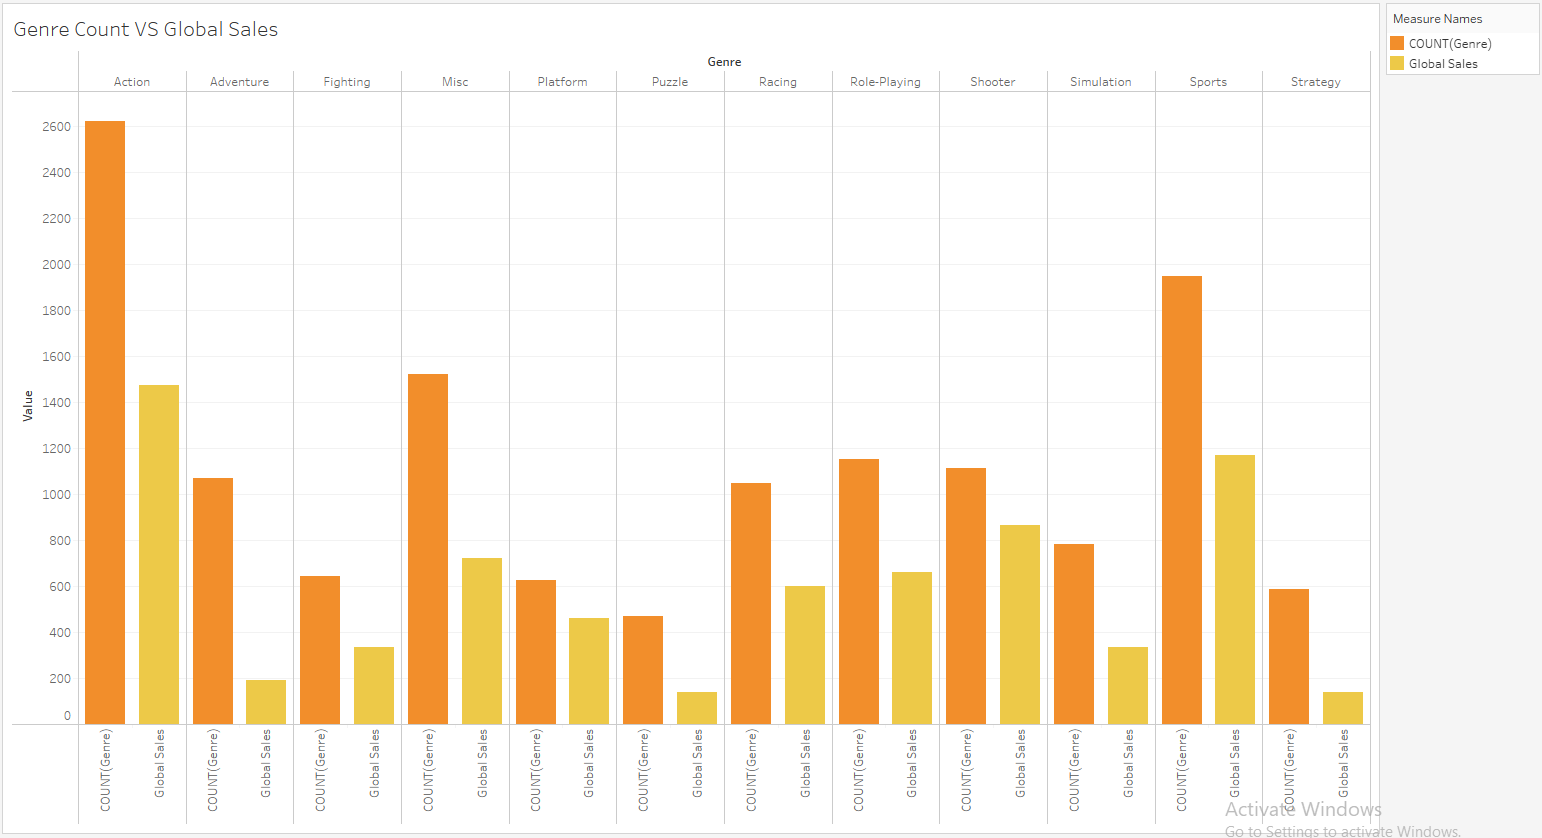 Genre Count VS Global Sales
Measure Names
COUNT(Genre)
Global Sales
Genre
Action Adventure Fighting Misc Platform Puzzle Racing Role-Playing Shooter Simulation Sports Strategy
2600
2400
2200
2000
1800
1600
1400
1200
1000
800
600
400
200
0
Value
COUNT(Genre) Global Sales COUNT(Genre) Global Sales COUNT(Genre) Global Sales COUNT(Genre) Global Sales COUNT(Genre) Global Sales COUNT(Genre) Global Sales COUNT(Genre) Global Sales COUNT(Genre) Global Sales COUNT(Genre) Global Sales COUNT(Genre) Global Sales COUNT(Genre) Global Sales COUNT(Genre) Global Sales
Activate Windows
Go to Settings to activate Windows.